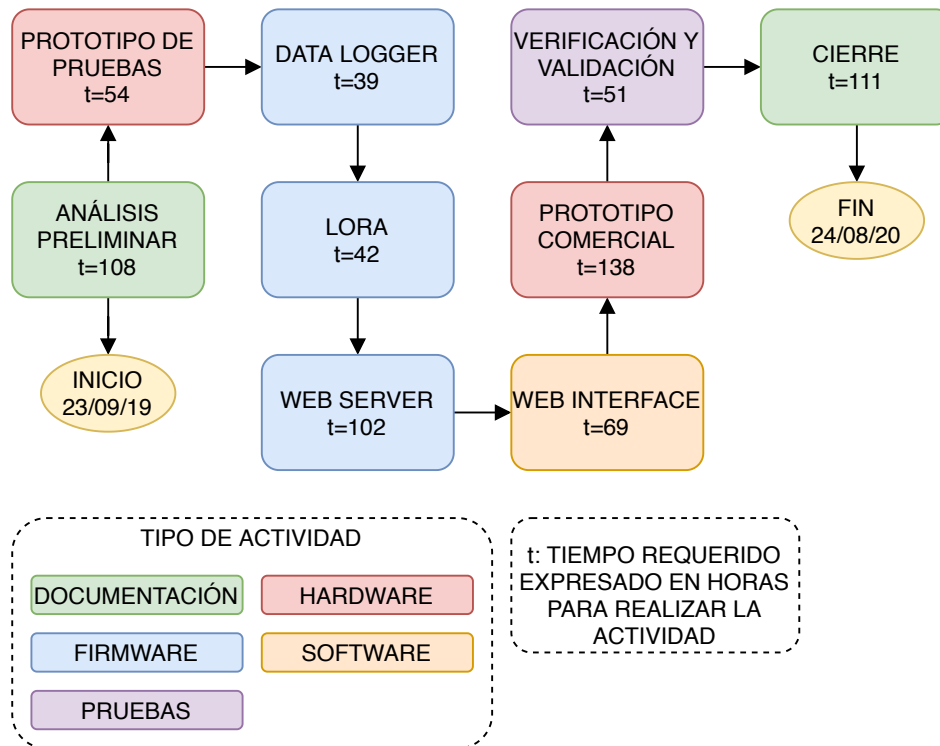 PROTOTIPO DE
PRUEBAS
t=54
DATA LOGGER
t=39
VERIFICACIÓN Y
VALIDACIÓN
t=51
CIERRE
t=111
ANÁLISIS
PRELIMINAR
t=108
LORA
t=42
PROTOTIPO
COMERCIAL
t=138
FIN
24/08/20
INICIO
23/09/19
WEB SERVER
t=102
WEB INTERFACE
t=69
TIPO DE ACTIVIDAD
DOCUMENTACIÓN
HARDWARE
FIRMWARE
SOFTWARE
PRUEBAS
t: TIEMPO REQUERIDO
EXPRESADO EN HORAS
PARA REALIZAR LA
ACTIVIDAD